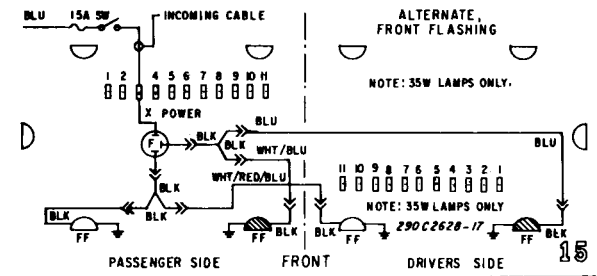 BLU 15A SW INCOMING CABLE
ALTERNATE,
FRONT FLASHING
1 2 4 5 6 7 8 9 10 11
NOTE: 35W LAMPS ONLY.
X POWER
F
BLK
BLK
BLU
BLU
WHT/BLU
BLK
WHT/RED/BLU
11 10 9 8 7 6 5 4 3 2 1
NOTE: 35W LAMPS ONLY
290C2628-17
BLK
BLK
FF
FF
BLK
BLK
FF
FF
BLK
15
PASSENGER SIDE FRONT DRIVERS SIDE